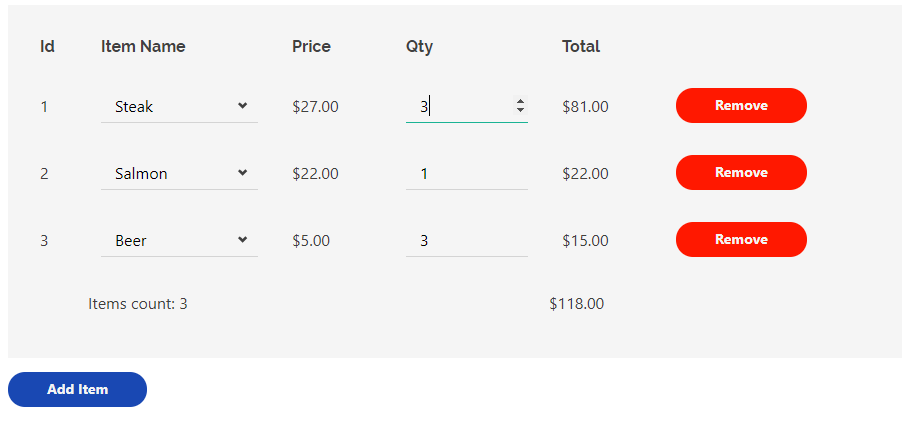 Id Item Name Price Qty Total
1 Steak $27.00 3 $81.00 Remove
2 Salmon $22.00 1 $22.00 Remove
3 Beer $5.00 3 $15.00 Remove
Items count: 3 $118.00
Add Item